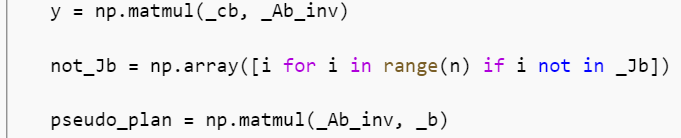 y = np.matmul(_cb, _Ab_inv)
not_Jb = np.array([i for i in range(n) if i not in _Jb])
pseudo_plan = np.matmul(_Ab_inv, _b)